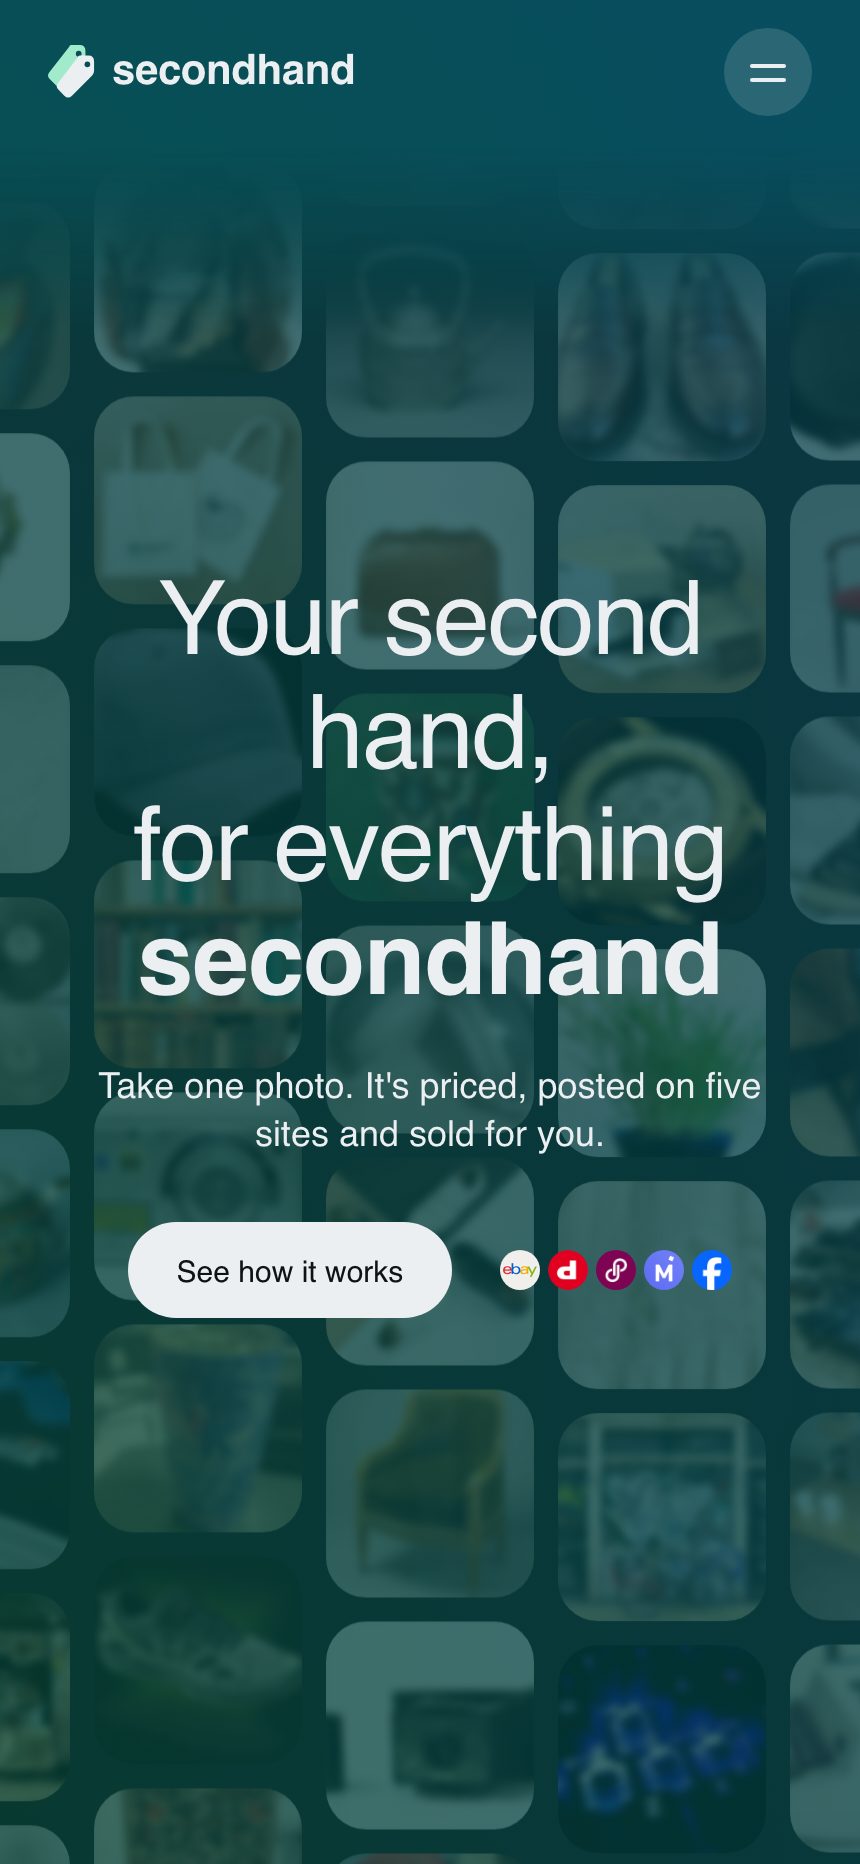 secondhand
Your second
hand,
for everything
secondhand
Take one photo. It's priced, posted on five
sites and sold for you.
See how it works
ebay